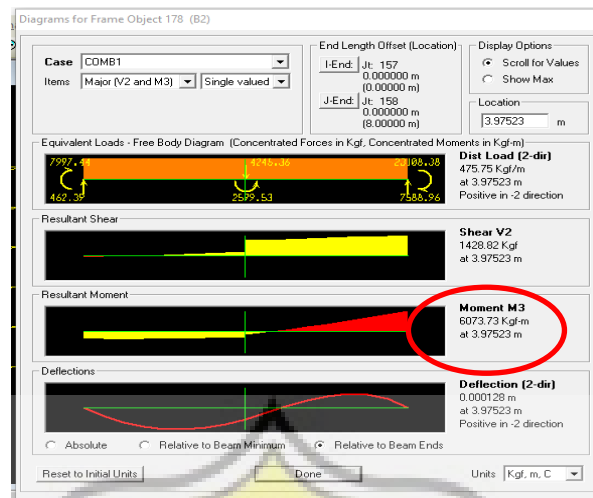 Diagrams for Frame Object 178 (B2)
Case COMB1
Items Major (V2 and M3) Single valued
End Length Offset (Location)
I-End: Jt: 157
0.000000 m
(0.00000 m)
J-End: Jt: 158
0.000000 m
(8.00000 m)
Display Options
Scroll for Values
Show Max
Location
3.97523 m
Equivalent Loads - Free Body Diagram (Concentrated Forces in Kgf, Concentrated Moments in Kgf-m)
7997.44 4245.36 23108.38
462.39 2579.53 7588.96
Dist Load (2-dir)
475.75 Kgf/m
at 3.97523 m
Positive in -2 direction
Resultant Shear
Shear V2
1428.82 Kgf
at 3.97523 m
Resultant Moment
Moment M3
6073.73 Kgf-m
at 3.97523 m
Deflections
Deflection (2-dir)
0.000128 m
at 3.97523 m
Positive in -2 direction
Absolute Relative to Beam Minimum Relative to Beam Ends
Reset to Initial Units Done Units Kgf, m, C